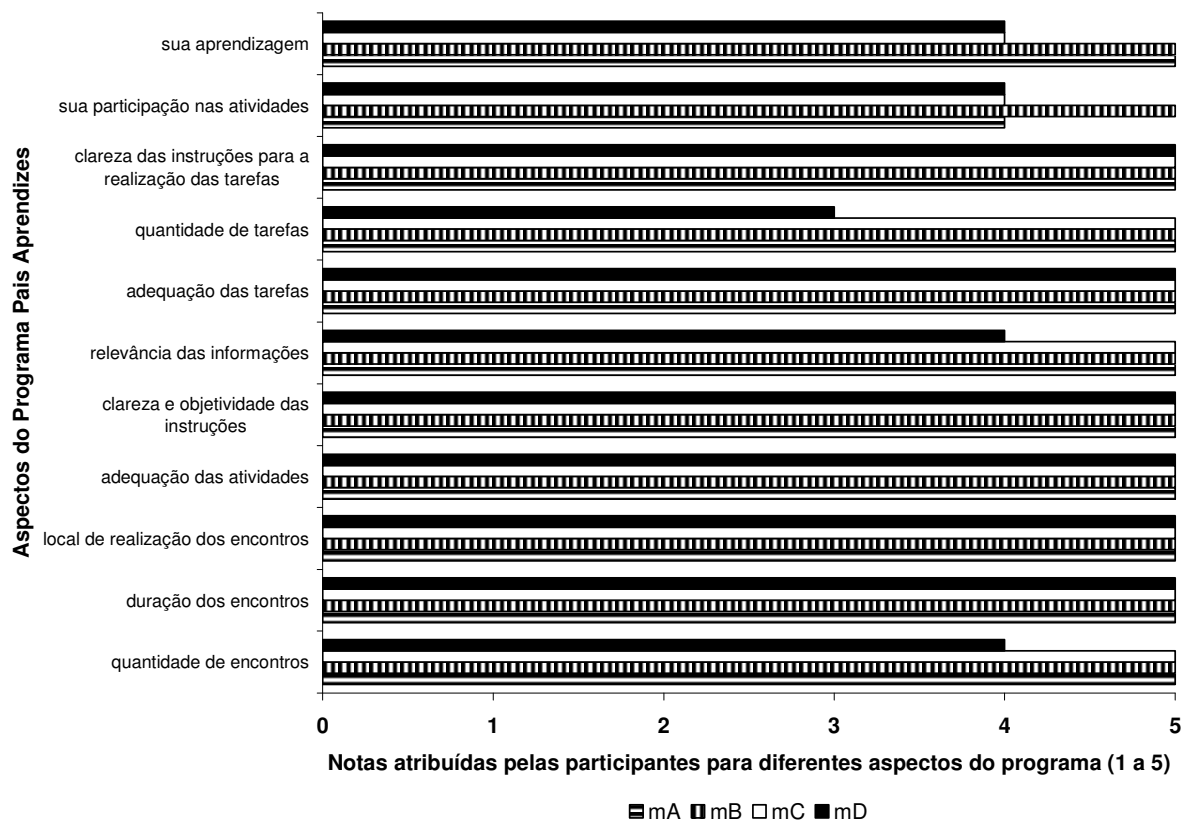 Aspectos do Programa Pais Aprendizes
sua aprendizagem
sua participação nas atividades
clareza das instruções para a
realização das tarefas
quantidade de tarefas
adequação das tarefas
relevância das informações
clareza e objetividade das
instruções
adequação das atividades
local de realização dos encontros
duração dos encontros
quantidade de encontros
0 1 2 3 4 5
Notas atribuídas pelas participantes para diferentes aspectos do programa (1 a 5)
mA mB mC mD